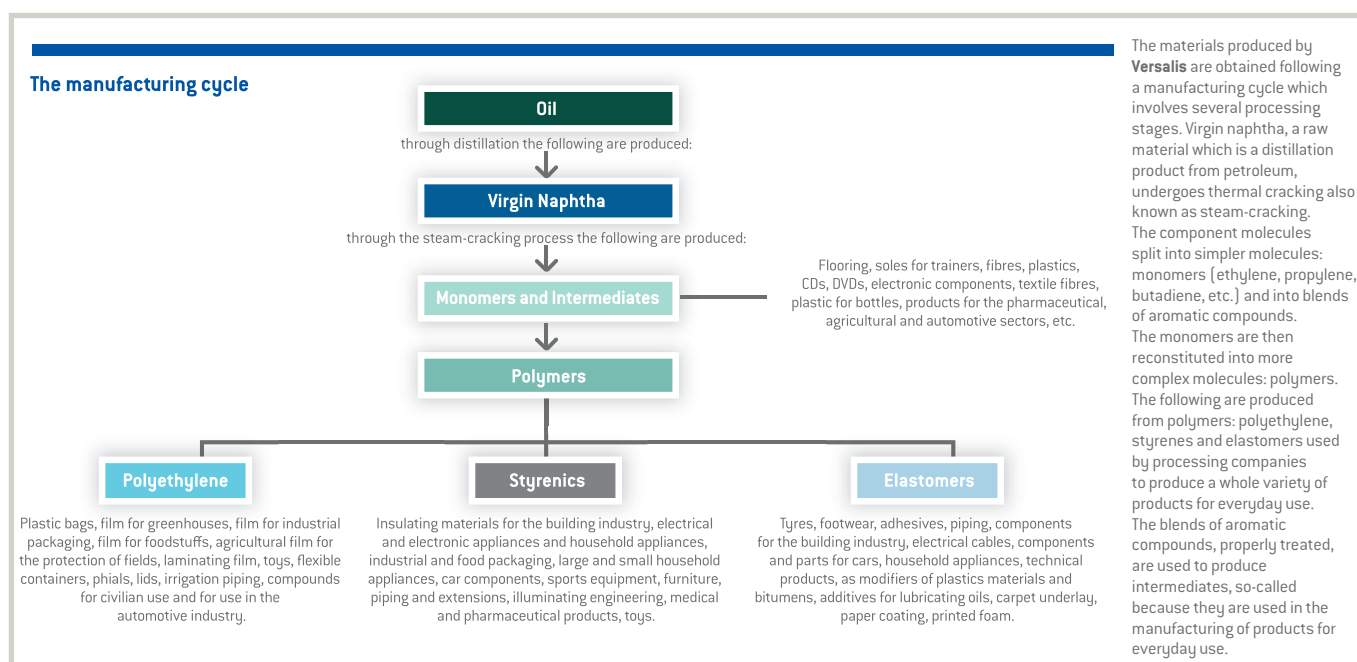 The manufacturing cycle
Oil
through distillation the following are produced:
Virgin Naphtha
through the steam-cracking process the following are produced:
Monomers and Intermediates
Flooring, soles for trainers, fibres, plastics,
CDs, DVDs, electronic components, textile fibres,
plastic for bottles, products for the pharmaceutical,
agricultural and automotive sectors, etc.
Polymers
Polyethylene
Plastic bags, film for greenhouses, film for industrial
packaging, film for foodstuffs, agricultural film for
the protection of fields, laminating film, toys, flexible
containers, phials, lids, irrigation piping, compounds
for civilian use and for use in the
automotive industry.
Styrenics
Insulating materials for the building industry, electrical
and electronic appliances and household appliances,
industrial and food packaging, large and small household
appliances, car components, sports equipment, furniture,
piping and extensions, illuminating engineering, medical
and pharmaceutical products, toys.
Elastomers
Tyres, footwear, adhesives, piping, components
for the building industry, electrical cables, components
and parts for cars, household appliances, technical
products, as modifiers of plastics materials and
bitumens, additives for lubricating oils, carpet underlay,
paper coating, printed foam.
The materials produced by
Versalis are obtained following
a manufacturing cycle which
involves several processing
stages. Virgin naphtha, a raw
material which is a distillation
product from petroleum,
undergoes thermal cracking also
known as steam-cracking.
The component molecules
split into simpler molecules:
monomers (ethylene, propylene,
butadiene, etc.) and into blends
of aromatic compounds.
The monomers are then
reconstituted into more
complex molecules: polymers.
The following are produced
from polymers: polyethylene,
styrenes and elastomers used
by processing companies
to produce a whole variety of
products for everyday use.
The blends of aromatic
compounds, properly treated,
are used to produce
intermediates, so-called
because they are used in the
manufacturing of products for
everyday use.